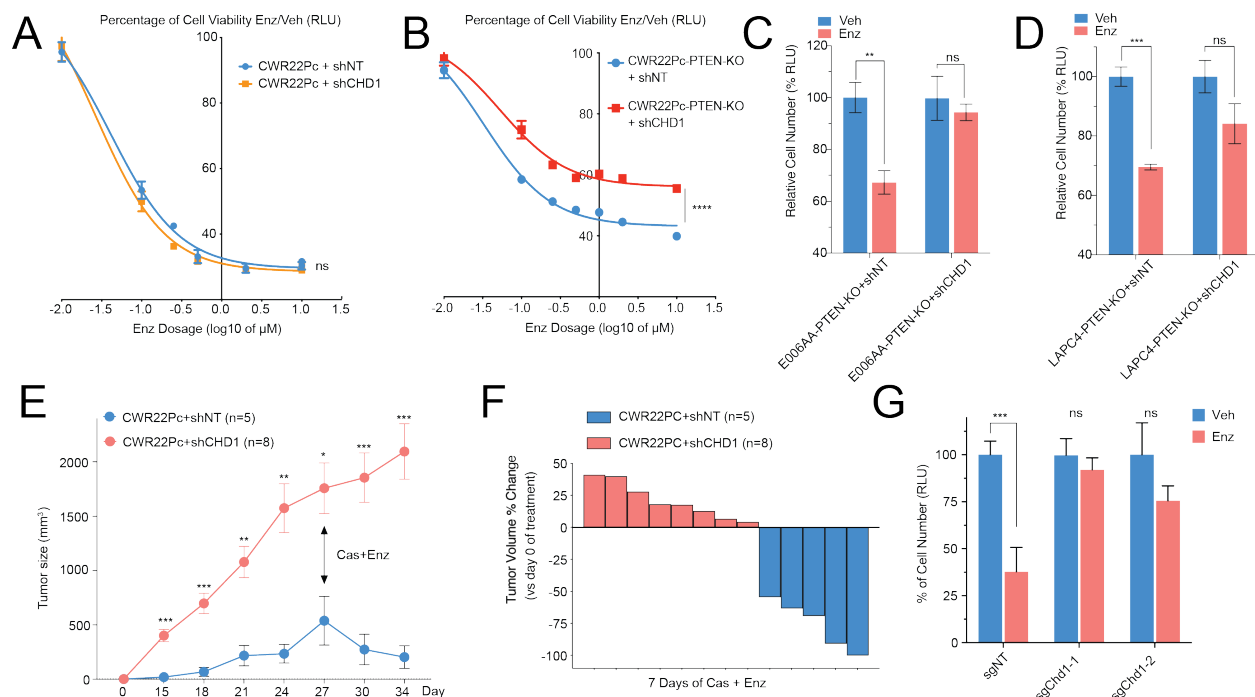 A
Percentage of Cell Viability Enz/Veh (RLU)
100
80
60
40
CWR22Pc + shNT
CWR22Pc + shCHD1
ns
-2.0 -1.5 -1.0 -0.5 0.0 0.5 1.0 1.5
Enz Dosage (log10 of µM)
B
Percentage of Cell Viability Enz/Veh (RLU)
100
80
60
40
CWR22Pc-PTEN-KO
+ shNT
CWR22Pc-PTEN-KO
+ shCHD1
****
-2.0 -1.5 -1.0 -0.5 0.0 0.5 1.0 1.5
Enz Dosage (log10 of µM)
C
Veh
Enz
Relative Cell Number (% RLU)
120
100
80
60
40
**
ns
E006AA-PTEN-KO+shNT
E006AA-PTEN-KO+shCHD1
D
Veh
Enz
Relative Cell Number (% RLU)
100
80
60
40
***
ns
LAPC4-PTEN-KO+shNT
LAPC4-PTEN-KO+shCHD1
E
CWR22Pc+shNT (n=5)
CWR22Pc+shCHD1 (n=8)
Tumor size (mm³)
2000
1500
1000
500
0
*** *** ** ** * *** ***
Cas+Enz
0 15 18 21 24 27 30 34 Day
F
CWR22PC+shNT (n=5)
CWR22PC+shCHD1 (n=8)
Tumor Volume % Change
(vs day 0 of treatment)
50
25
0
-25
-50
-75
-100
7 Days of Cas + Enz
G
Veh
Enz
% of Cell Number (RLU)
100
75
50
25
0
***
ns
ns
sgNT
sgChd1-1
sgChd1-2